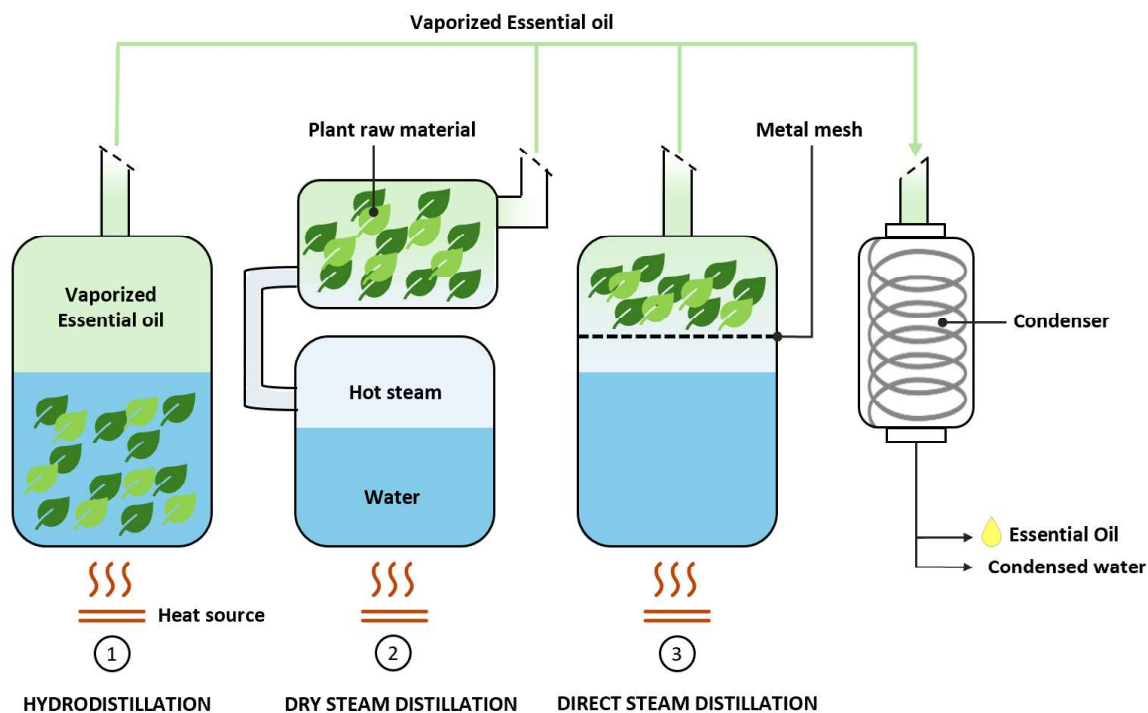 Vaporized Essential oil
Plant raw material
Metal mesh
Vaporized
Essential oil
Hot steam
Condenser
Water
Essential Oil
Condensed water
Heat source
1
2
3
HYDRODISTILLATION
DRY STEAM DISTILLATION
DIRECT STEAM DISTILLATION